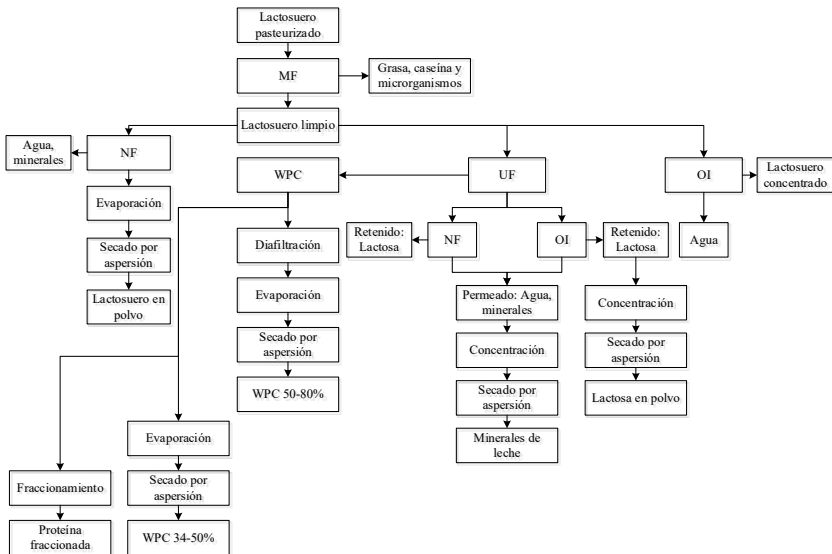 Lactosuero
pasteurizado
MF
Grasa, caseína y
microrganismos
Lactosuero limpio
Agua,
minerales
NF
WPC
UF
OI
Lactosuero
concentrado
Evaporación
Diafiltración
Retenido:
Lactosa
NF
OI
Retenido:
Lactosa
Agua
Secado por
aspersión
Evaporación
Permeado: Agua,
minerales
Concentración
Lactosuero en
polvo
Secado por
aspersión
Concentración
Secado por
aspersión
WPC 50-80%
Secado por
aspersión
Lactosa en polvo
Evaporación
Minerales de
leche
Fraccionamiento
Secado por
aspersión
Proteína
fraccionada
WPC 34-50%